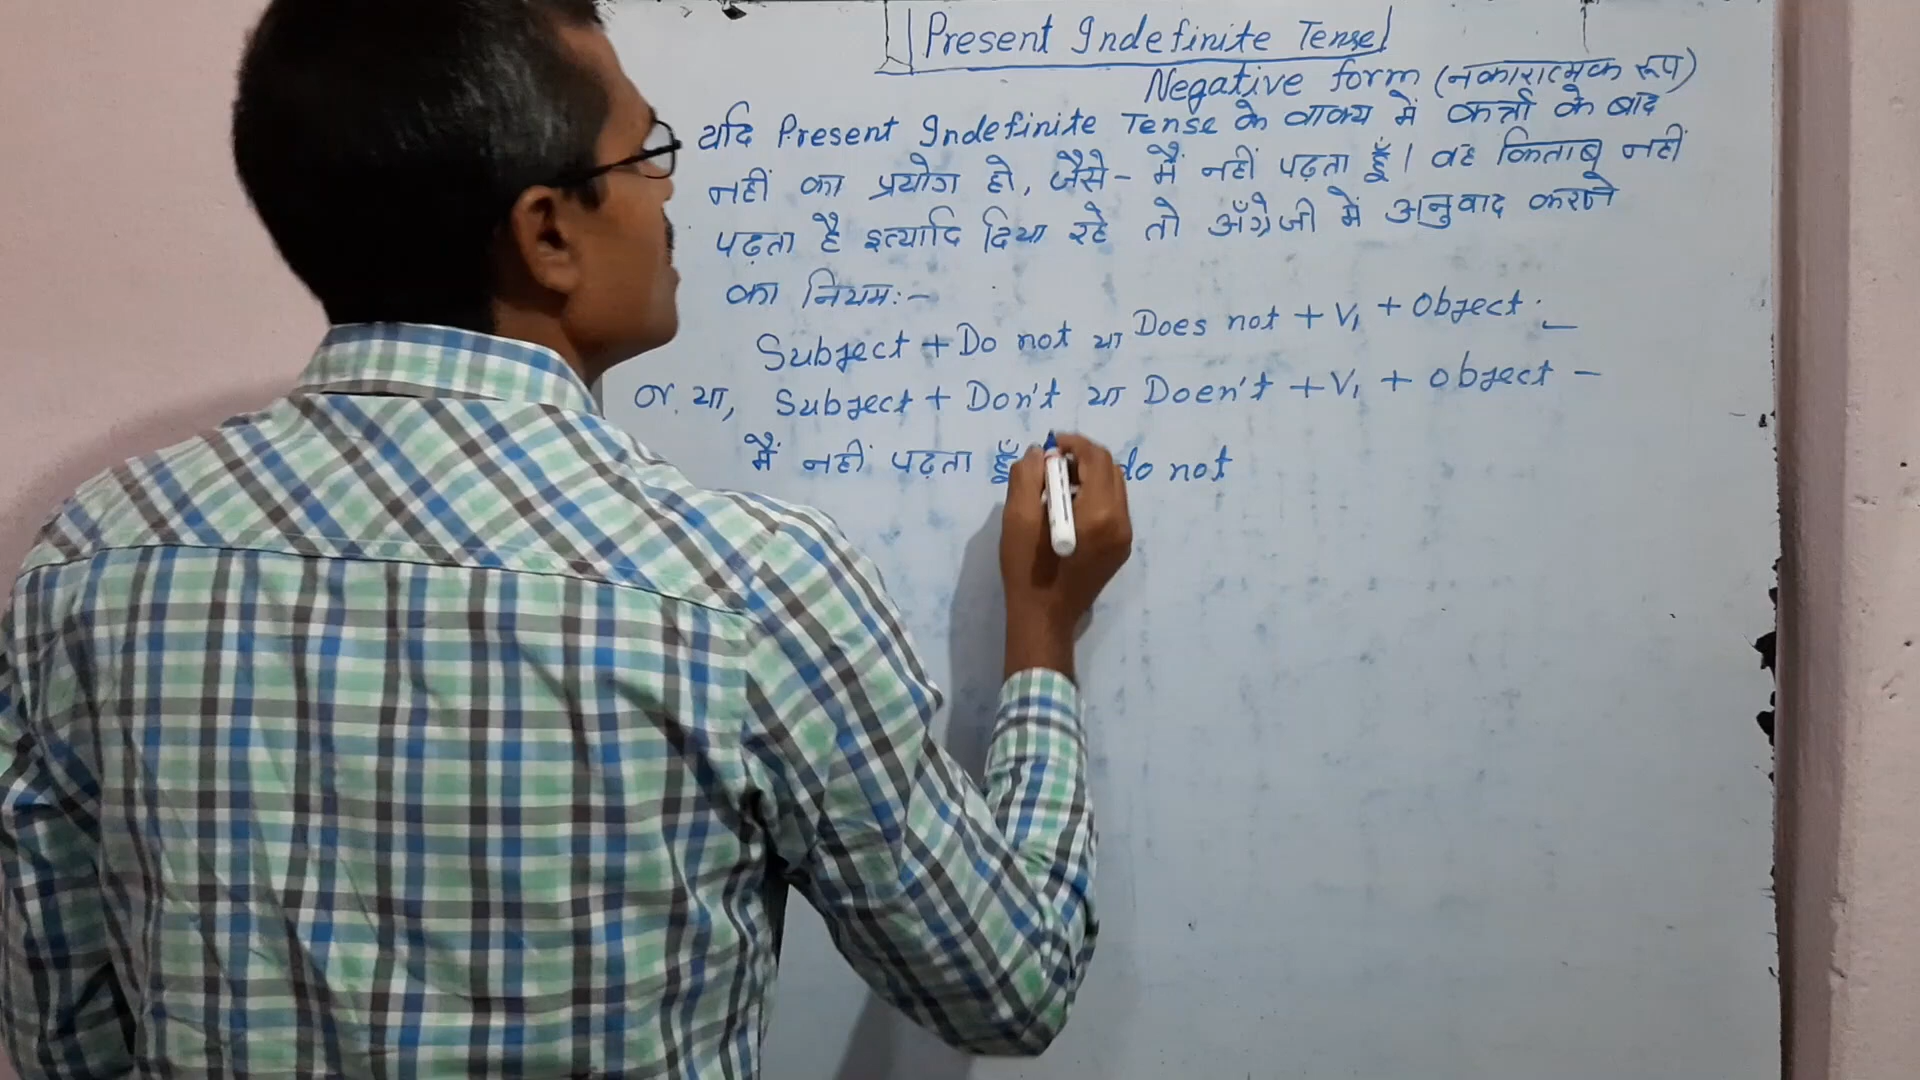 Present Indefinite Tense
Negative form (नकारात्मक रूप)
यदि Present Indefinite Tense के वाक्य में कर्त्ता के बाद
नहीं का प्रयोग हो, जैसे- मैं नहीं पढ़ता हूँ। वह किताब नहीं
पढ़ता है इत्यादि दिया रहे तो अँग्रेजी में अनुवाद करने
का नियम:-
Subject + Do not या Does not + V₁ + Object.
or. या, Subject + Don't या Doen't + V₁ + object -
मैं नहीं पढ़ता हूँ do not